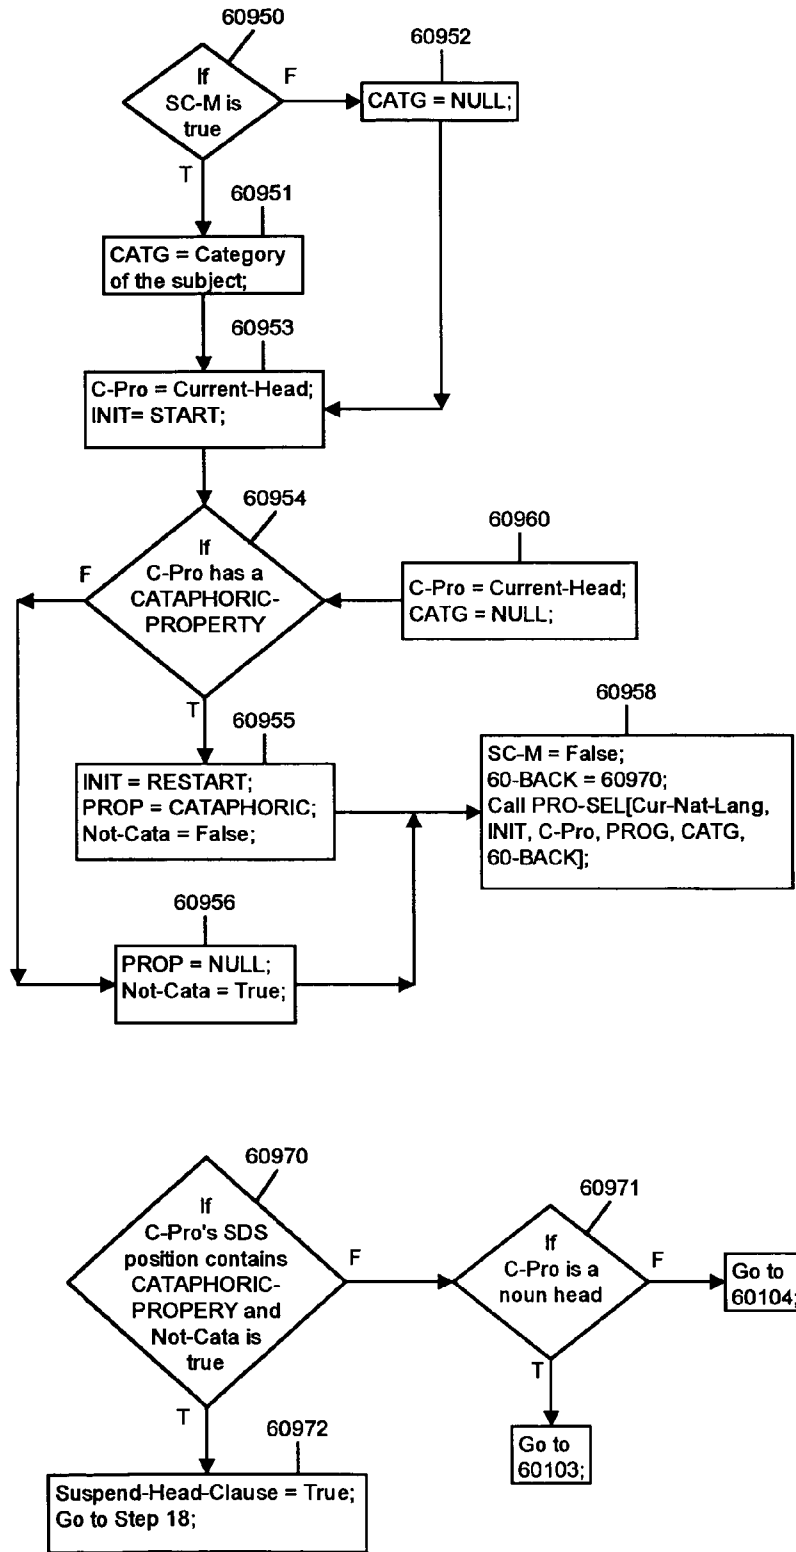 60950
If
SC-M is
true
F
T
60952
CATG = NULL;
60951
CATG = Category
of the subject;
60953
C-Pro = Current-Head;
INIT= START;
60954
If
C-Pro has a
CATAPHORIC-
PROPERTY
F
T
60960
C-Pro = Current-Head;
CATG = NULL;
60955
INIT = RESTART;
PROP = CATAPHORIC;
Not-Cata = False;
60958
SC-M = False;
60-BACK = 60970;
Call PRO-SEL[Cur-Nat-Lang,
INIT, C-Pro, PROG, CATG,
60-BACK];
60956
PROP = NULL;
Not-Cata = True;
60970
If
C-Pro's SDS
position contains
CATAPHORIC-
PROPERY and
Not-Cata is
true
F
T
60971
If
C-Pro is a
noun head
F
T
Go to
60104;
Go to
60103;
60972
Suspend-Head-Clause = True;
Go to Step 18;